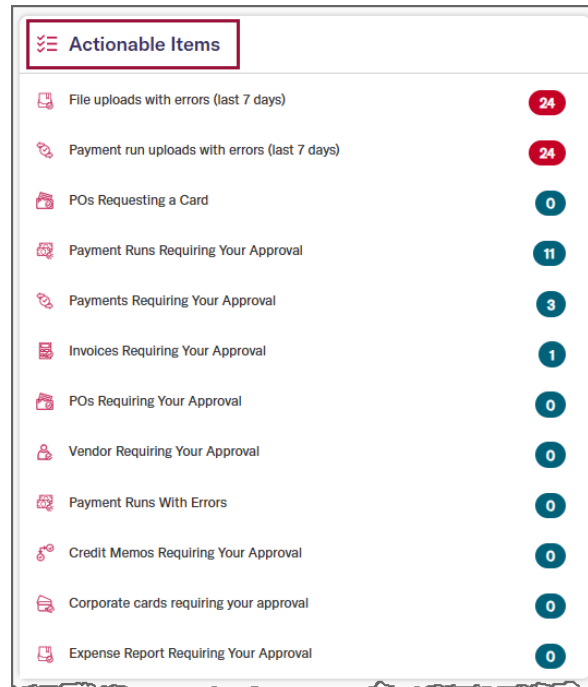 Actionable Items
File uploads with errors (last 7 days) 24
Payment run uploads with errors (last 7 days) 24
POs Requesting a Card 0
Payment Runs Requiring Your Approval 11
Payments Requiring Your Approval 3
Invoices Requiring Your Approval 1
POs Requiring Your Approval 0
Vendor Requiring Your Approval 0
Payment Runs With Errors 0
Credit Memos Requiring Your Approval 0
Corporate cards requiring your approval 0
Expense Report Requiring Your Approval 0